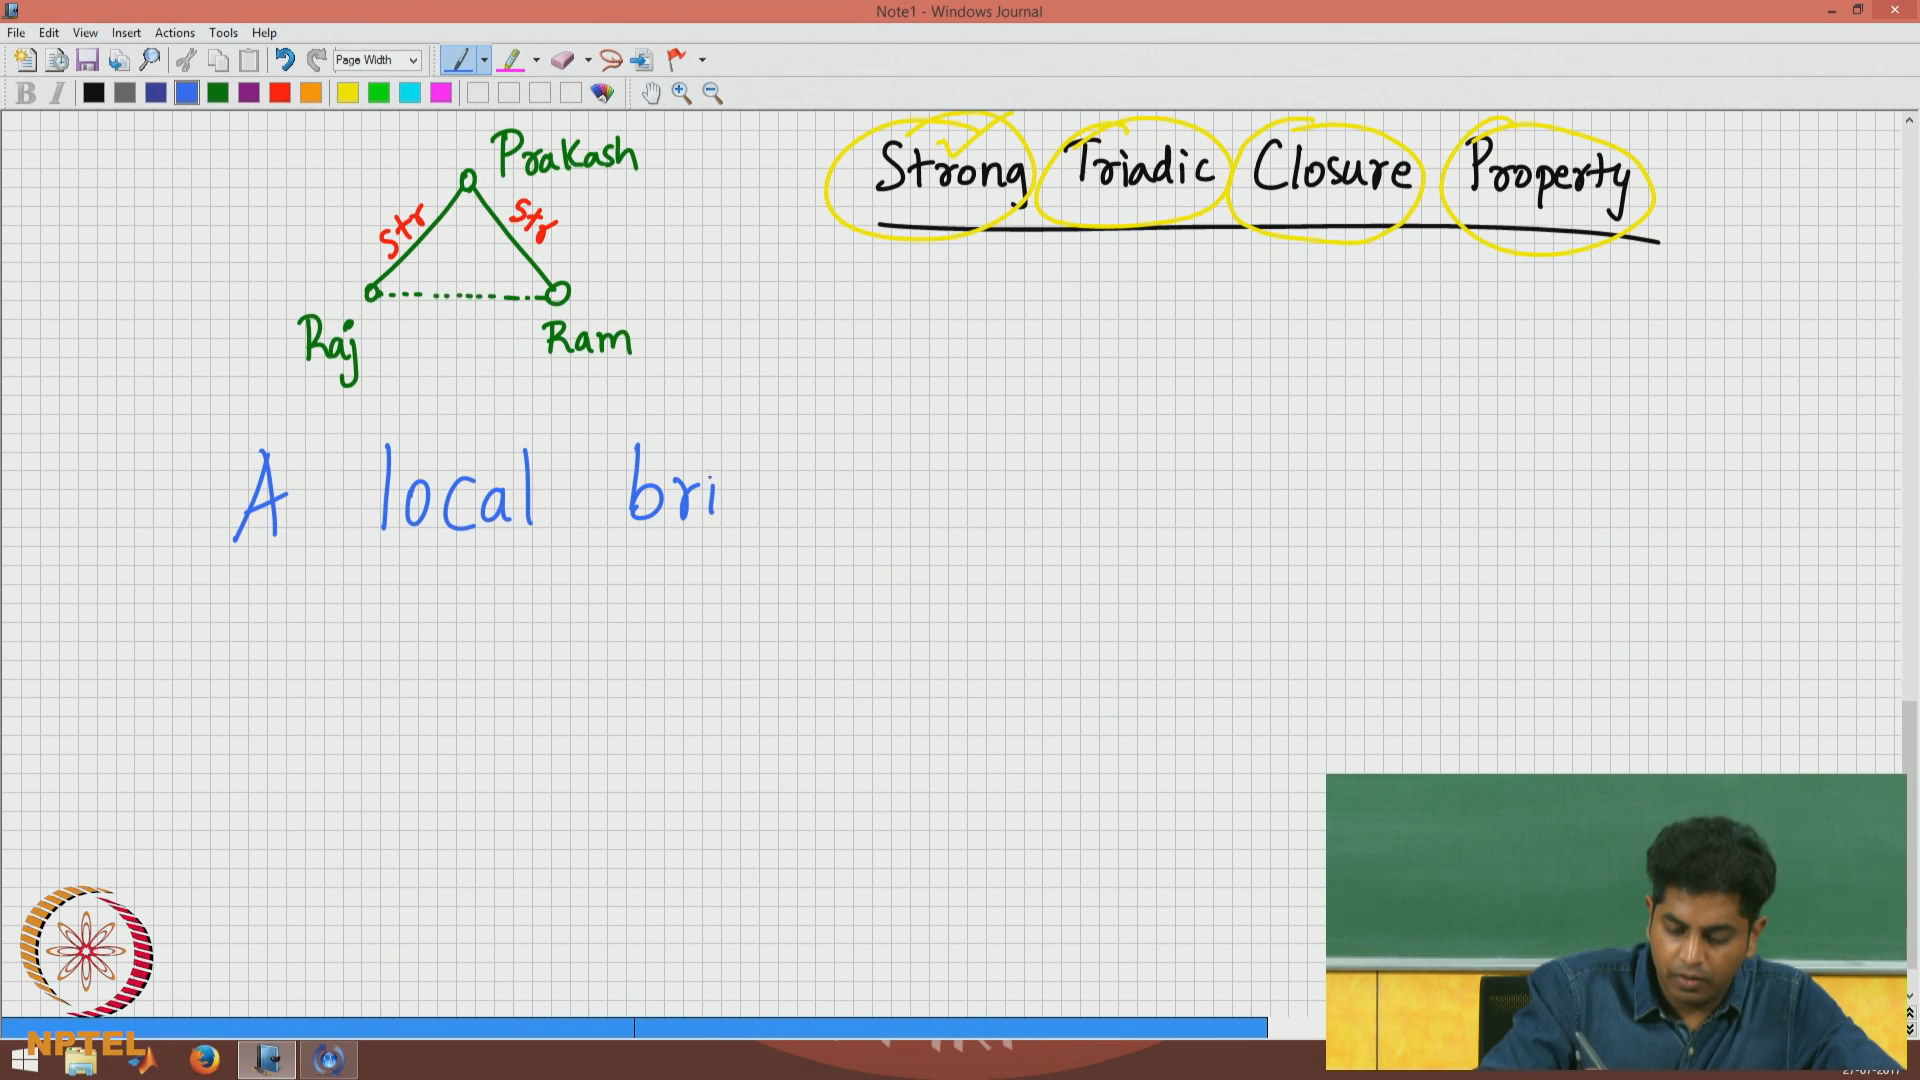 Note1 - Windows Journal
File Edit View Insert Actions Tools Help
Page Width
B I
Prakash
Strong Triadic Closure Property
str str
Raj Ram
A local bri
NPTEL